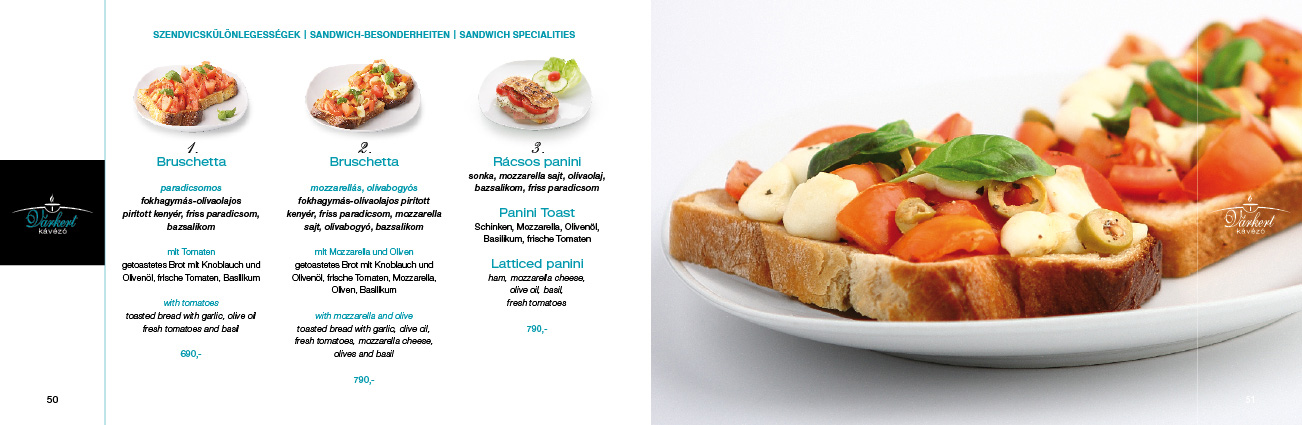 SZENDVICSKÜLÖNLEGESSÉGEK | SANDWICH-BESONDERHEITEN | SANDWICH SPECIALITIES
1.
Bruschetta
paradicsomos
fokhagymás-olivaolajos
pirított kenyér, friss paradicsom,
bazsalikom
mit Tomaten
getoastetes Brot mit Knoblauch und
Olivenöl, frische Tomaten, Basilikum
with tomatoes
toasted bread with garlic, olive oil
fresh tomatoes and basil
690,-
2.
Bruschetta
mozzarellás, olívabogyós
fokhagymás-olívaolajos pirított
kenyér, friss paradicsom, mozzarella
sajt, olívabogyó, bazsalikom
mit Mozzarella und Oliven
getoastetes Brot mit Knoblauch und
Olivenöl, frische Tomaten, Mozzarella,
Oliven, Basilikum
with mozzarella and olive
toasted bread with garlic, olive oil,
fresh tomatoes, mozzarella cheese,
olives and basil
790,-
3.
Rácsos panini
sonka, mozzarella sajt, olívaolaj,
bazsalikom, friss paradicsom
Panini Toast
Schinken, Mozzarella, Olivenöl,
Basilikum, frische Tomaten
Latticed panini
ham, mozzarella cheese,
olive oil, basil,
fresh tomatoes
790,-
Várkert
kávézó
50
Várkert
kávézó
51